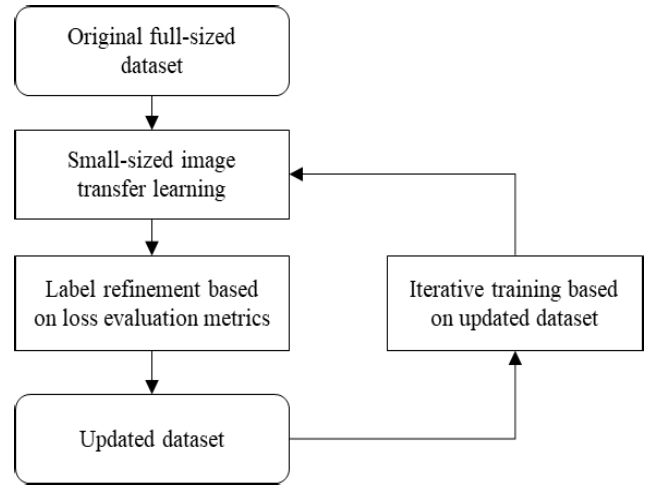 Original full-sized
dataset
Small-sized image
transfer learning
Label refinement based
on loss evaluation metrics
Iterative training based
on updated dataset
Updated dataset